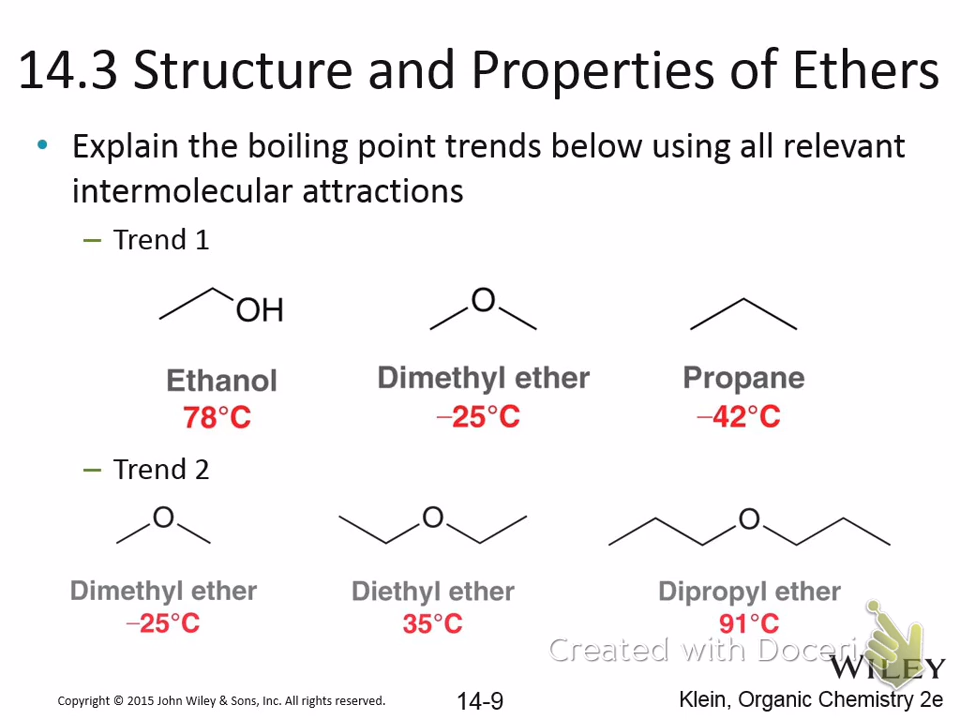 14.3 Structure and Properties of Ethers
• Explain the boiling point trends below using all relevant
intermolecular attractions
– Trend 1
OH
O
Ethanol
Dimethyl ether
Propane
78°C
–25°C
–42°C
– Trend 2
O
O
O
Dimethyl ether
Diethyl ether
Dipropyl ether
–25°C
35°C
91°C
Created with Doceri
WILEY
Copyright © 2015 John Wiley & Sons, Inc. All rights reserved.
14-9
Klein, Organic Chemistry 2e